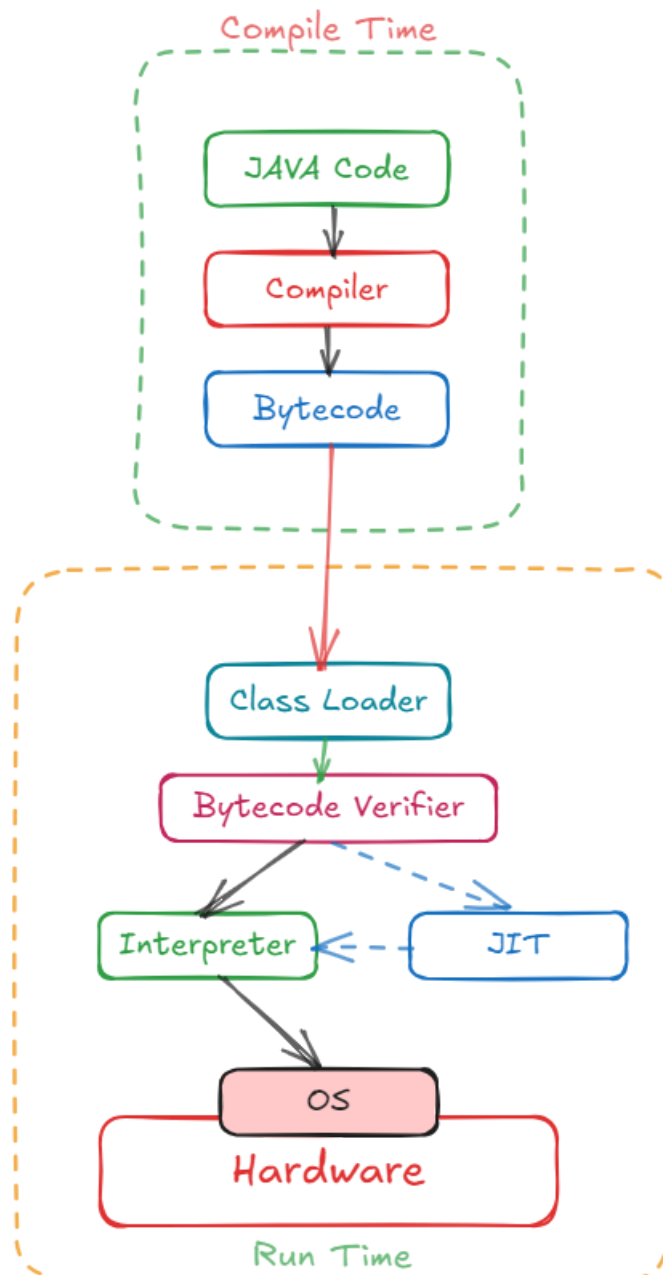 Compile Time
JAVA Code
Compiler
Bytecode
Class Loader
Bytecode Verifier
Interpreter
JIT
OS
Hardware
Run Time